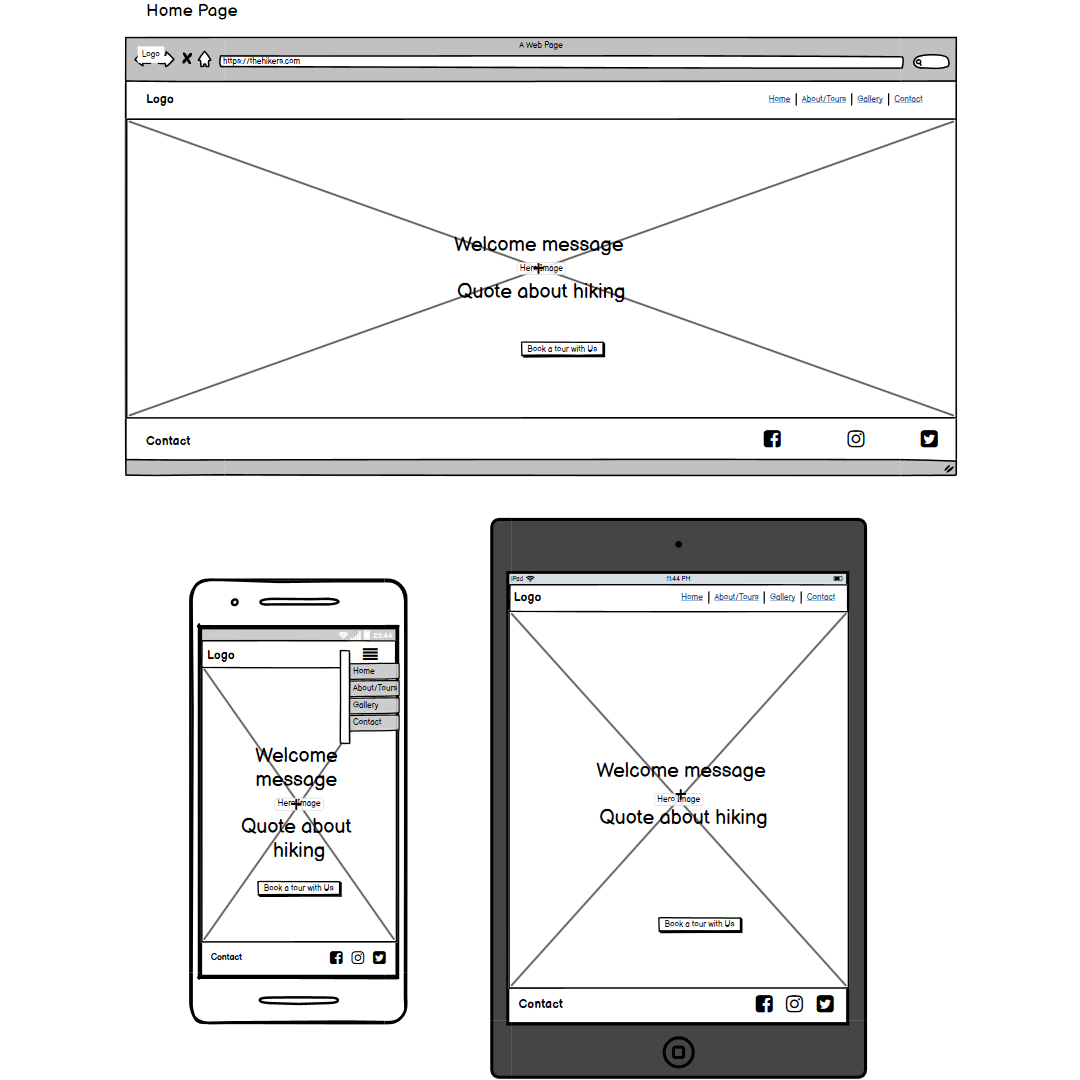 Home Page
A Web Page
Logo
https://thehikers.com
Logo
Home | About/Tours | Gallery | Contact
Welcome message
Hero image
Quote about hiking
Book a tour with Us
Contact
23:44
Logo
Home
About/Tours
Gallery
Contact
Welcome
message
Hero image
Quote about
hiking
Book a tour with Us
Contact
iPad 11:44 PM
Logo
Home | About/Tours | Gallery | Contact
Welcome message
Hero Image
Quote about hiking
Book a tour with Us
Contact